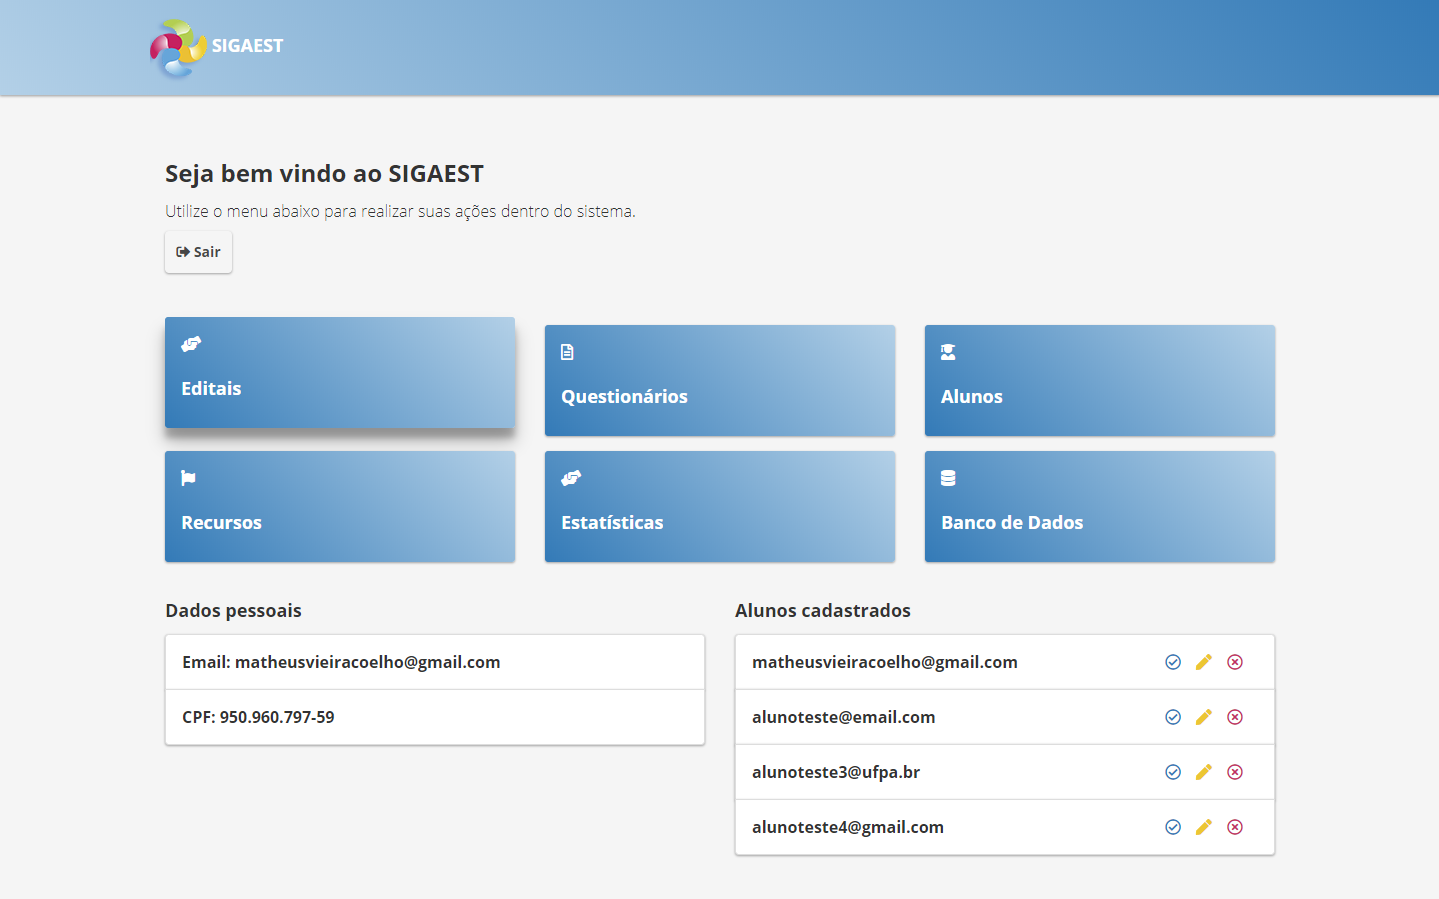 SIGAEST
Seja bem vindo ao SIGAEST
Utilize o menu abaixo para realizar suas ações dentro do sistema.
Sair
Editais
Questionários
Alunos
Recursos
Estatísticas
Banco de Dados
Dados pessoais
Email: matheusvieiracoelho@gmail.com
CPF: 950.960.797-59
Alunos cadastrados
matheusvieiracoelho@gmail.com
alunoteste@email.com
alunoteste3@ufpa.br
alunoteste4@gmail.com